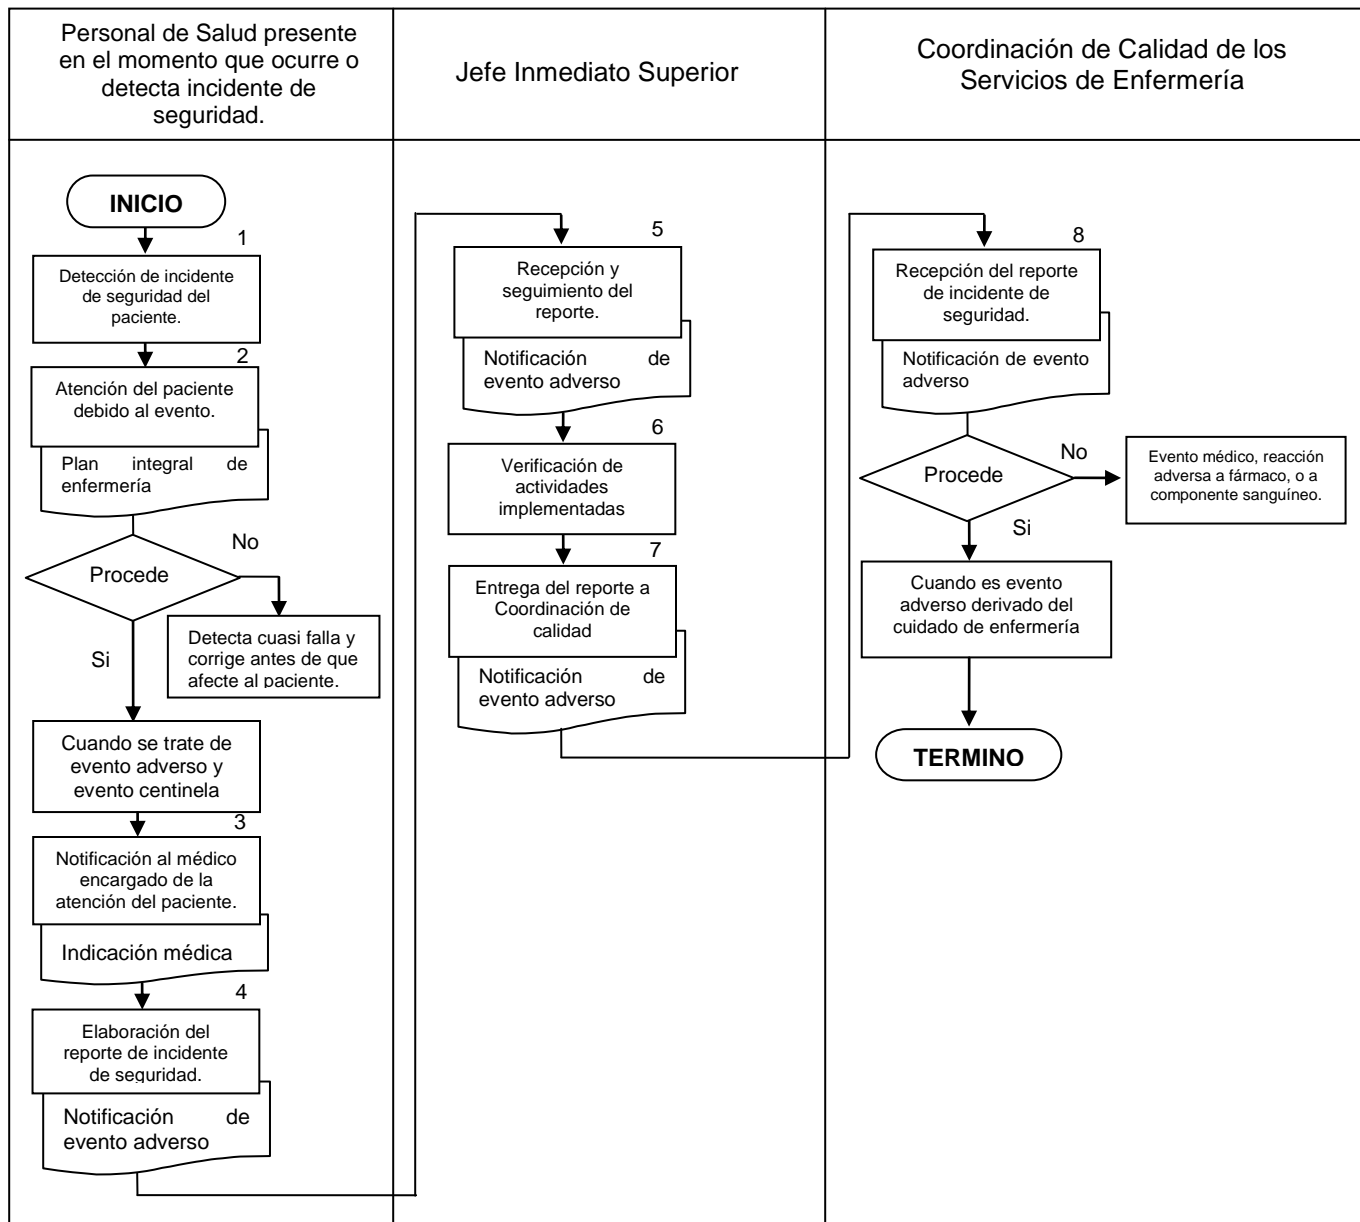 Personal de Salud presente
en el momento que ocurre o
detecta incidente de
seguridad.
Jefe Inmediato Superior
Coordinación de Calidad de los
Servicios de Enfermería
INICIO
1
Detección de incidente
de seguridad del
paciente.
2
Atención del paciente
debido al evento.
Plan integral de
enfermería
Procede
No
Detecta cuasi falla y
corrige antes de que
afecte al paciente.
Si
Cuando se trate de
evento adverso y
evento centinela
3
Notificación al médico
encargado de la
atención del paciente.
Indicación médica
4
Elaboración del
reporte de incidente
de seguridad.
Notificación de
evento adverso
5
Recepción y
seguimiento del
reporte.
Notificación de
evento adverso
6
Verificación de
actividades
implementadas
7
Entrega del reporte a
Coordinación de
calidad
Notificación de
evento adverso
8
Recepción del reporte
de incidente de
seguridad.
Notificación de evento
adverso
Procede
No
Evento médico, reacción
adversa a fármaco, o a
componente sanguíneo.
Si
Cuando es evento
adverso derivado del
cuidado de enfermería
TERMINO